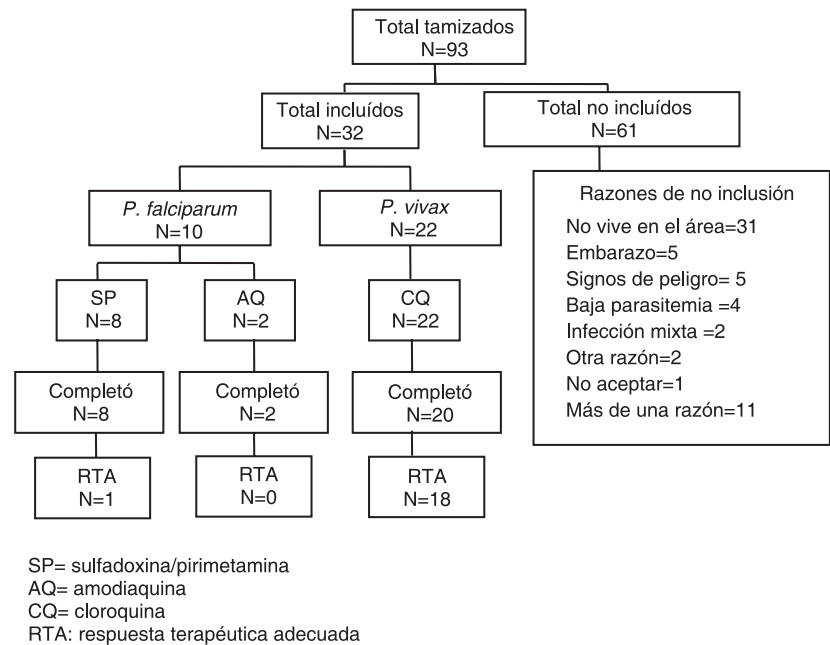 Total tamizados
N=93
Total incluídos
N=32
Total no incluídos
N=61
P. falciparum
N=10
P. vivax
N=22
Razones de no inclusión
No vive en el área=31
Embarazo=5
Signos de peligro= 5
Baja parasitemia =4
Infección mixta =2
Otra razón=2
No aceptar=1
Más de una razón=11
SP
N=8
AQ
N=2
CQ
N=22
Completó
N=8
Completó
N=2
Completó
N=20
RTA
N=1
RTA
N=0
RTA
N=18
SP= sulfadoxina/pirimetamina
AQ= amodiaquina
CQ= cloroquina
RTA: respuesta terapéutica adecuada